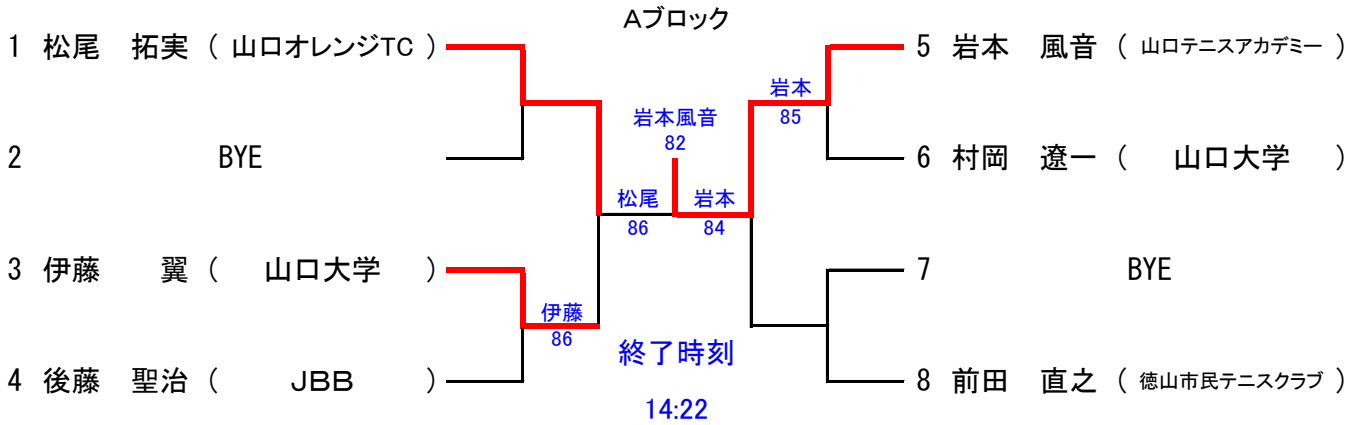 Aブロック
1 松尾 拓実 ( 山口オレンジTC )
5 岩本 風音 ( 山口テニスアカデミー )
岩本
85
岩本風音
82
2 BYE
6 村岡 遼一 ( 山口大学 )
松尾 岩本
86 84
3 伊藤 翼 ( 山口大学 )
7 BYE
伊藤
86
終了時刻
4 後藤 聖治 ( JBB )
8 前田 直之 ( 徳山市民テニスクラブ )
14:22